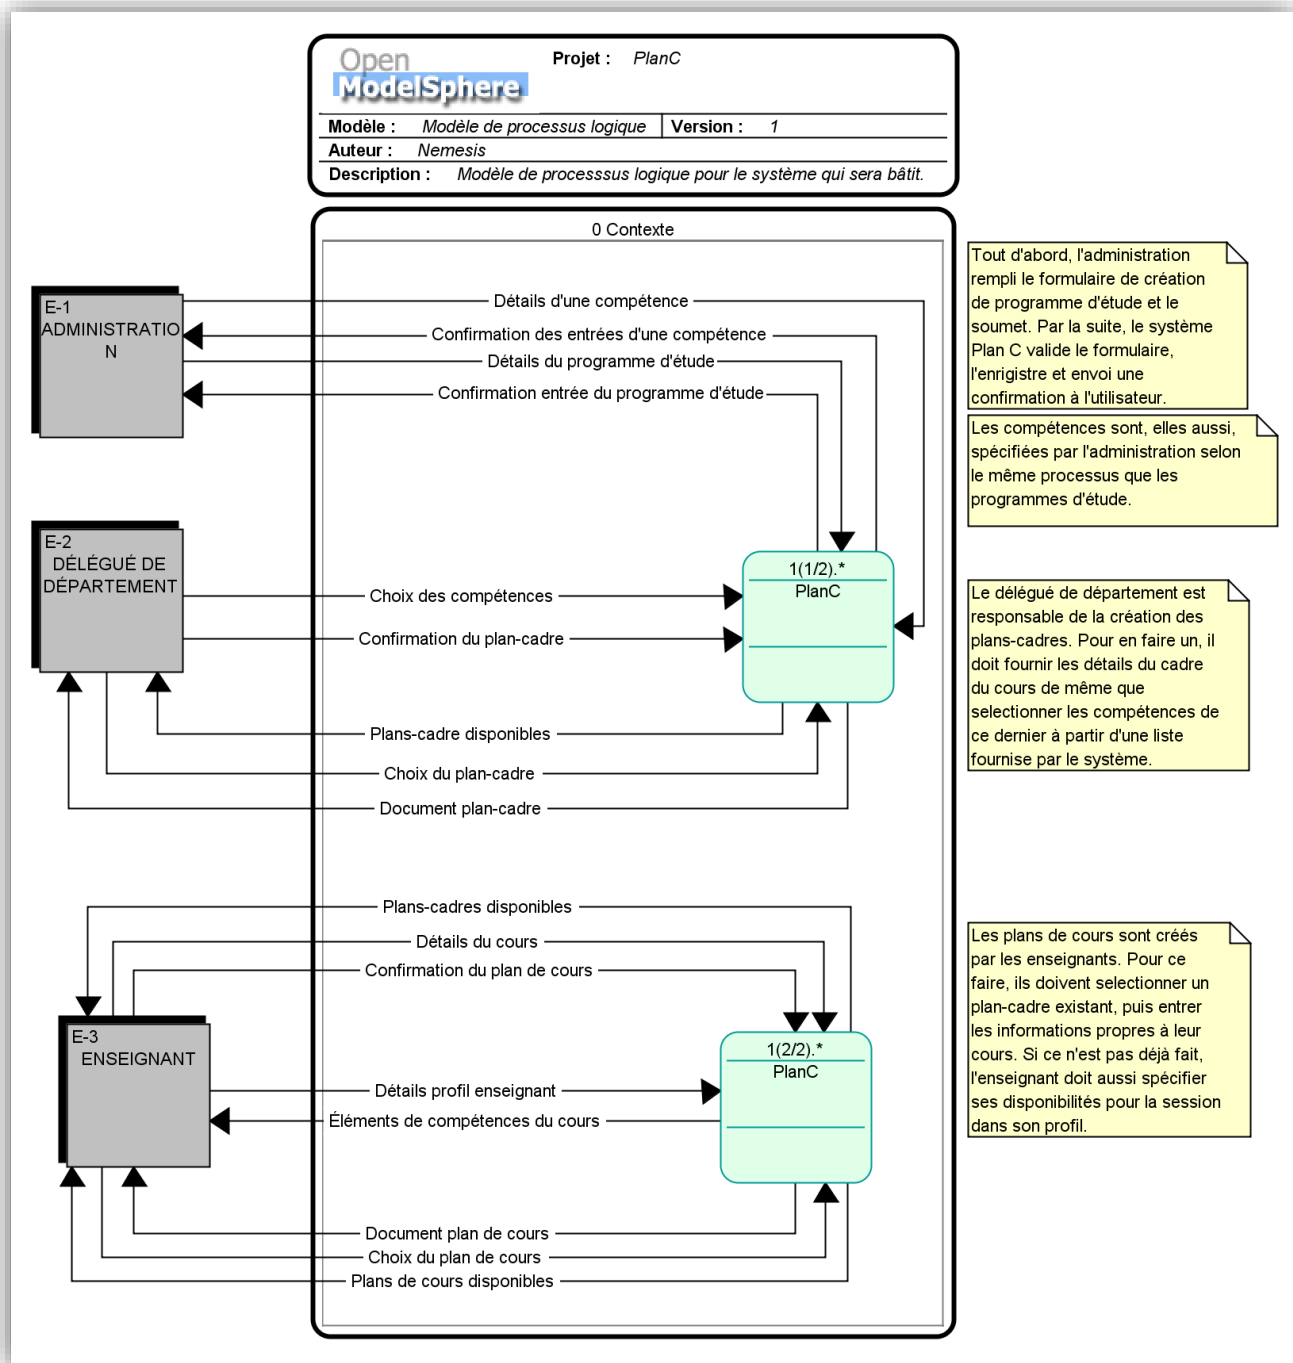 Open
ModelSphere
Projet : PlanC
Modèle : Modèle de processus logique Version : 1
Auteur : Nemesis
Description : Modèle de processsus logique pour le système qui sera bâtit.
0 Contexte
E-1
ADMINISTRATIO
N
Détails d'une compétence
Confirmation des entrées d'une compétence
Détails du programme d'étude
Confirmation entrée du programme d'étude
Tout d'abord, l'administration
rempli le formulaire de création
de programme d'étude et le
soumet. Par la suite, le système
Plan C valide le formulaire,
l'enrigistre et envoi une
confirmation à l'utilisateur.
Les compétences sont, elles aussi,
spécifiées par l'administration selon
le même processus que les
programmes d'étude.
E-2
DÉLÉGUÉ DE
DÉPARTEMENT
Choix des compétences
Confirmation du plan-cadre
Plans-cadre disponibles
Choix du plan-cadre
Document plan-cadre
1(1/2).*
PlanC
Le délégué de département est
responsable de la création des
plans-cadres. Pour en faire un, il
doit fournir les détails du cadre
du cours de même que
selectionner les compétences de
ce dernier à partir d'une liste
fournise par le système.
Plans-cadres disponibles
Détails du cours
Confirmation du plan de cours
E-3
ENSEIGNANT
Détails profil enseignant
Éléments de compétences du cours
Document plan de cours
Choix du plan de cours
Plans de cours disponibles
1(2/2).*
PlanC
Les plans de cours sont créés
par les enseignants. Pour ce
faire, ils doivent selectionner un
plan-cadre existant, puis entrer
les informations propres à leur
cours. Si ce n'est pas déjà fait,
l'enseignant doit aussi spécifier
ses disponibilités pour la session
dans son profil.